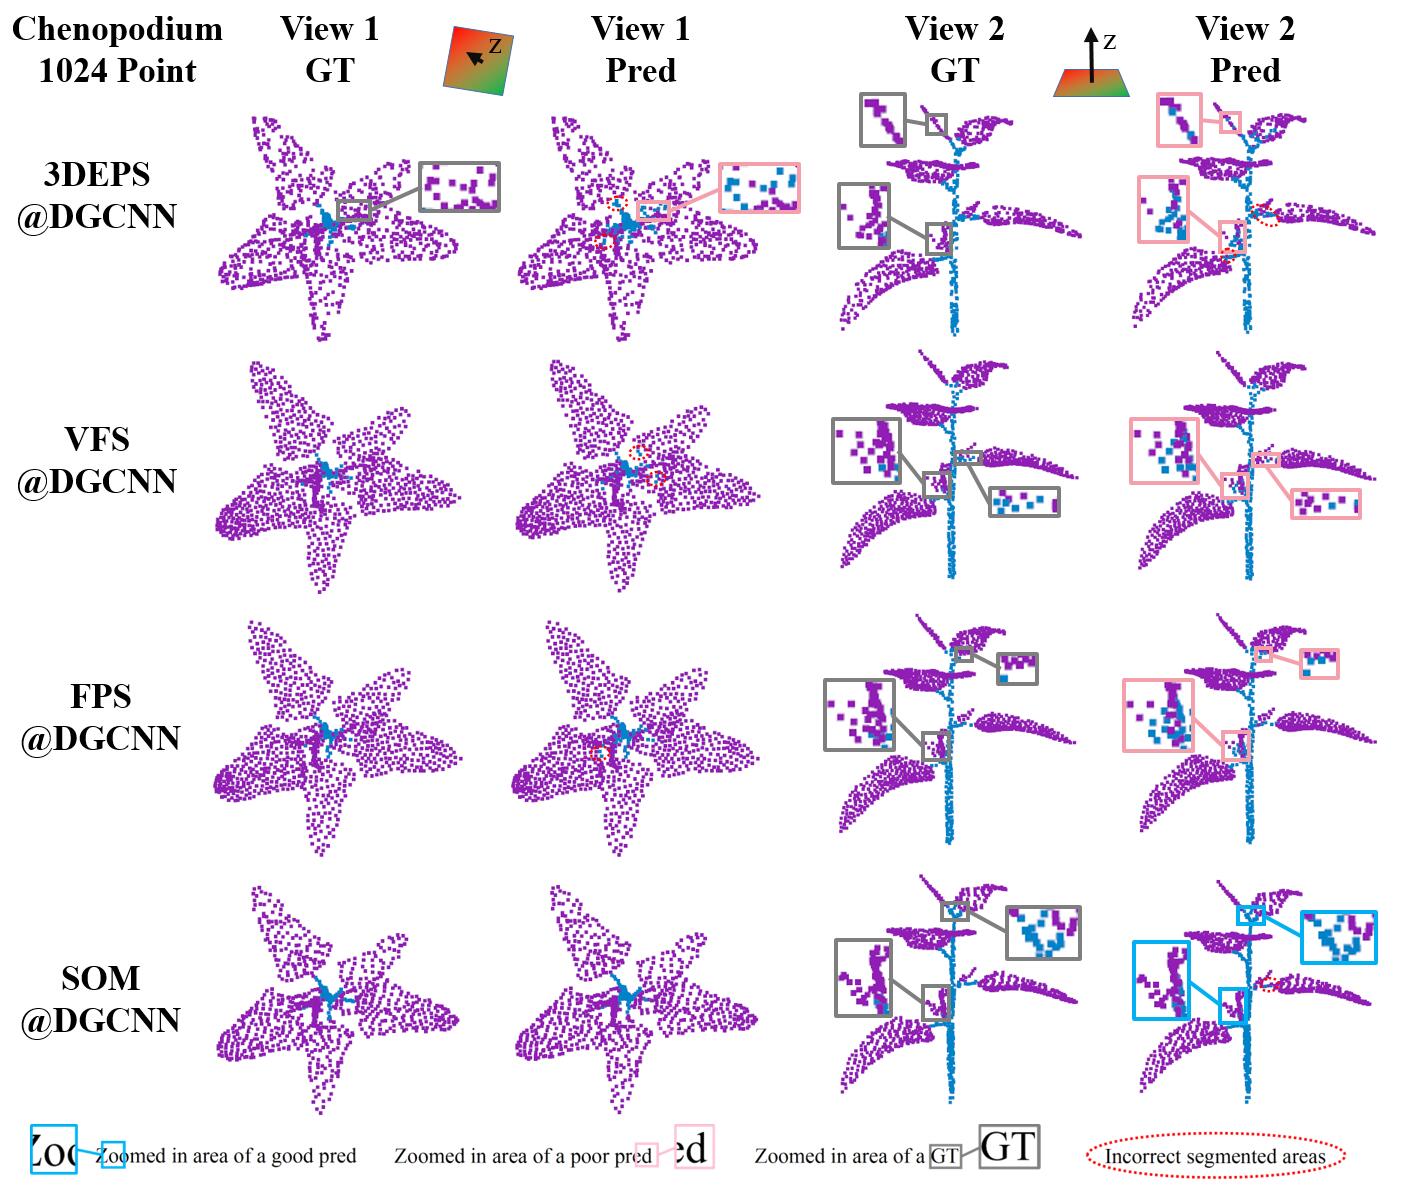 Chenopodium
1024 Point
View 1
GT
Z
View 1
Pred
View 2
GT
Z
View 2
Pred
3DEPS
@DGCNN
VFS
@DGCNN
FPS
@DGCNN
SOM
@DGCNN
Zoo
Zoomed in area of a good pred
Zoomed in area of a poor pred
ed
Zoomed in area of a GT
GT
Incorrect segmented areas